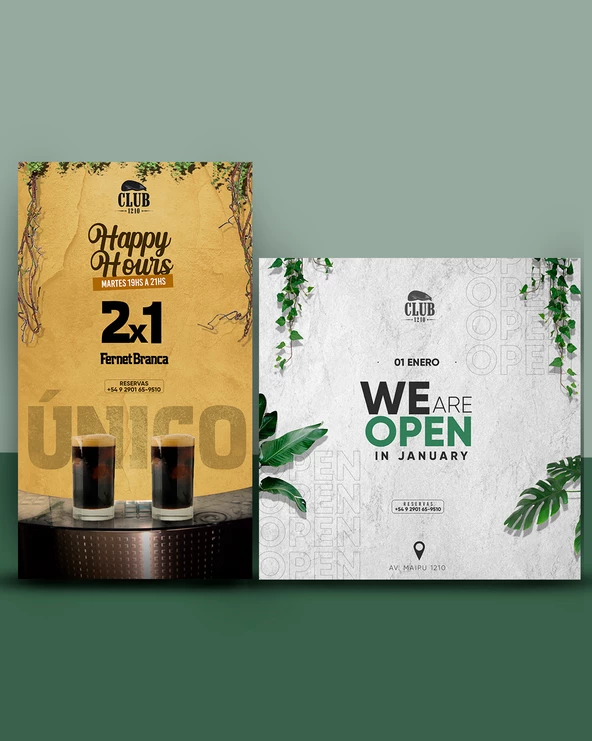 CLUB
1210
Happy
Hours
MARTES 19HS A 21HS
2x1
Fernet Branca
RESERVAS
+54 9 2901 65-9510
ÚNICO
OPEN
OPEN
OPEN
OPEN
CLUB
1210
01 ENERO
WE ARE
OPEN
IN JANUARY
OPEN
OPEN
OPEN
OPEN
RESERVAS
+54 9 2901 65-9510
AV. MAIPU 1210